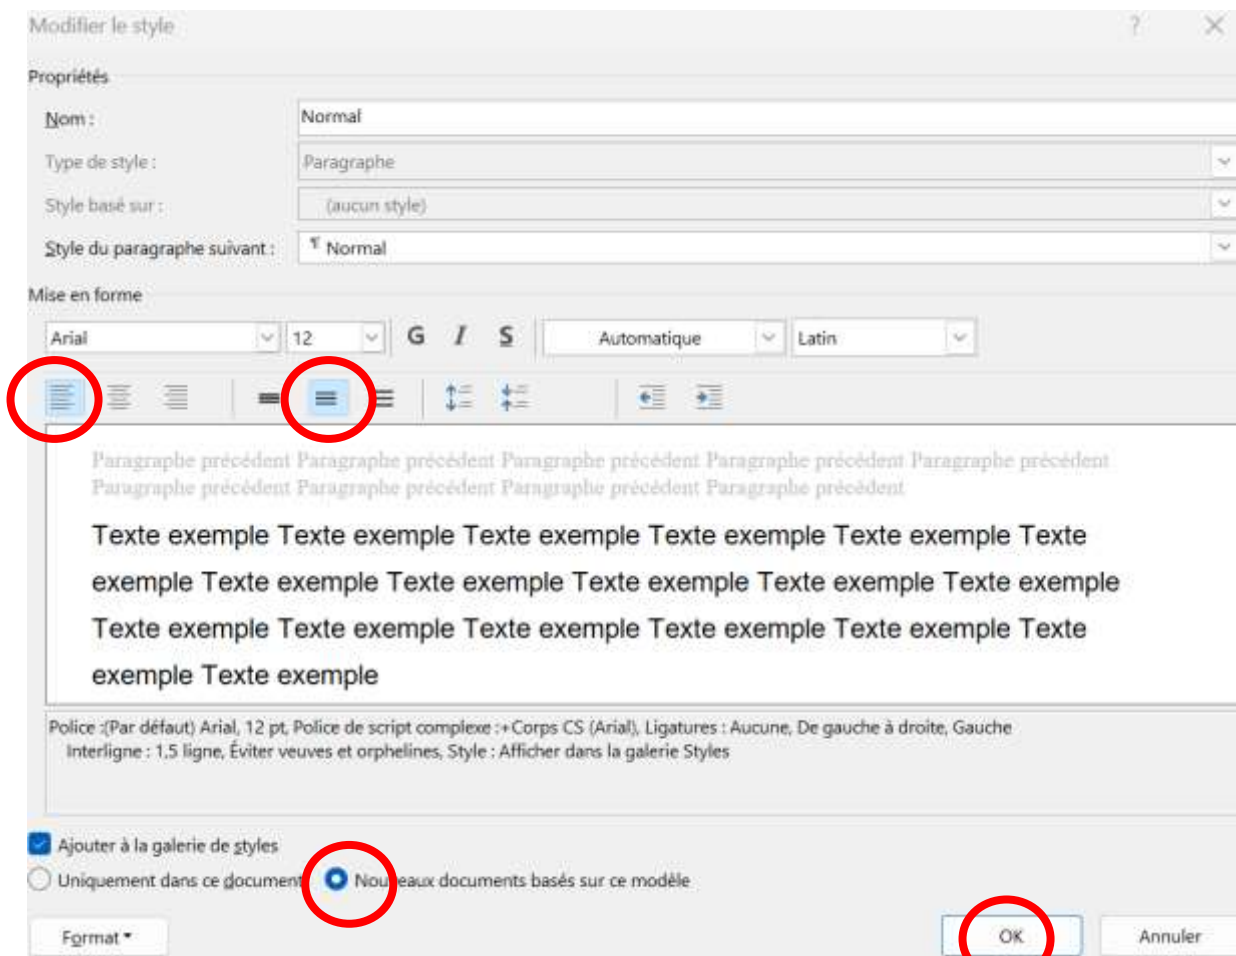 Modifier le style ? ×
Propriétés
Nom : Normal
Type de style : Paragraphe
Style basé sur : (aucun style)
Style du paragraphe suivant : ¶ Normal
Mise en forme
Arial 12 G I S Automatique Latin
Paragraphe précédent Paragraphe précédent Paragraphe précédent Paragraphe précédent Paragraphe précédent
Paragraphe précédent Paragraphe précédent Paragraphe précédent Paragraphe précédent
Texte exemple Texte exemple Texte exemple Texte exemple Texte exemple Texte
exemple Texte exemple Texte exemple Texte exemple Texte exemple Texte exemple
Texte exemple Texte exemple Texte exemple Texte exemple Texte exemple Texte
exemple Texte exemple
Police :(Par défaut) Arial, 12 pt, Police de script complexe :+Corps CS (Arial), Ligatures : Aucune, De gauche à droite, Gauche
Interligne : 1,5 ligne, Éviter veuves et orphelines, Style : Afficher dans la galerie Styles
Ajouter à la galerie de styles
Uniquement dans ce document Nouveaux documents basés sur ce modèle
Format OK Annuler